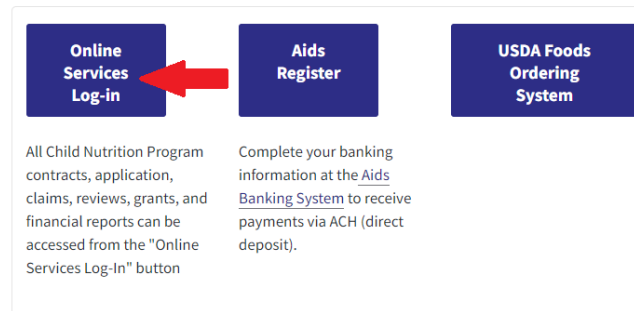 Online
Services
Log-in
Aids
Register
USDA Foods
Ordering
System
All Child Nutrition Program
contracts, application,
claims, reviews, grants, and
financial reports can be
accessed from the "Online
Services Log-In" button
Complete your banking
information at the Aids
Banking System to receive
payments via ACH (direct
deposit).